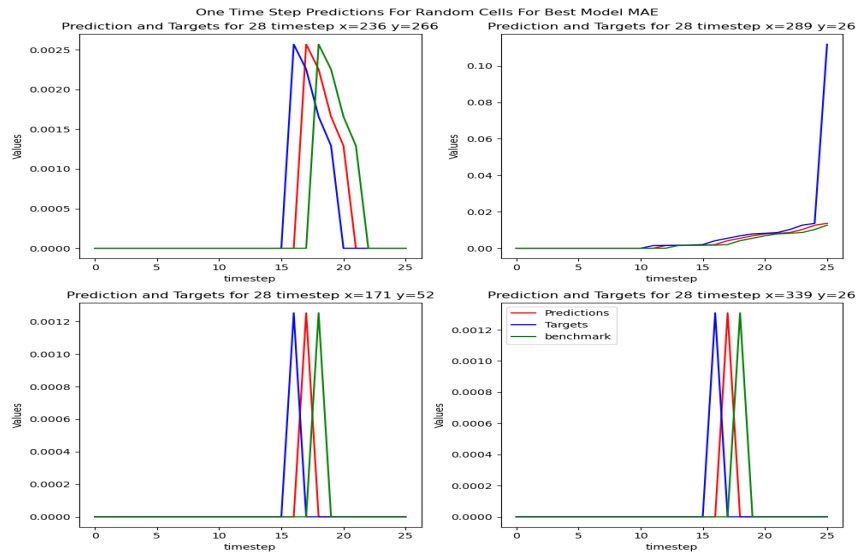 One Time Step Predictions For Random Cells For Best Model MAE
Prediction and Targets for 28 timestep x=236 y=266
Values
0.0025
0.0020
0.0015
0.0010
0.0005
0.0000
0 5 10 15 20 25
timestep
Prediction and Targets for 28 timestep x=289 y=26
Values
0.10
0.08
0.06
0.04
0.02
0.00
0 5 10 15 20 25
timestep
Prediction and Targets for 28 timestep x=171 y=52
Values
0.0012
0.0010
0.0008
0.0006
0.0004
0.0002
0.0000
0 5 10 15 20 25
timestep
Prediction and Targets for 28 timestep x=339 y=26
Predictions
Targets
benchmark
Values
0.0012
0.0010
0.0008
0.0006
0.0004
0.0002
0.0000
0 5 10 15 20 25
timestep